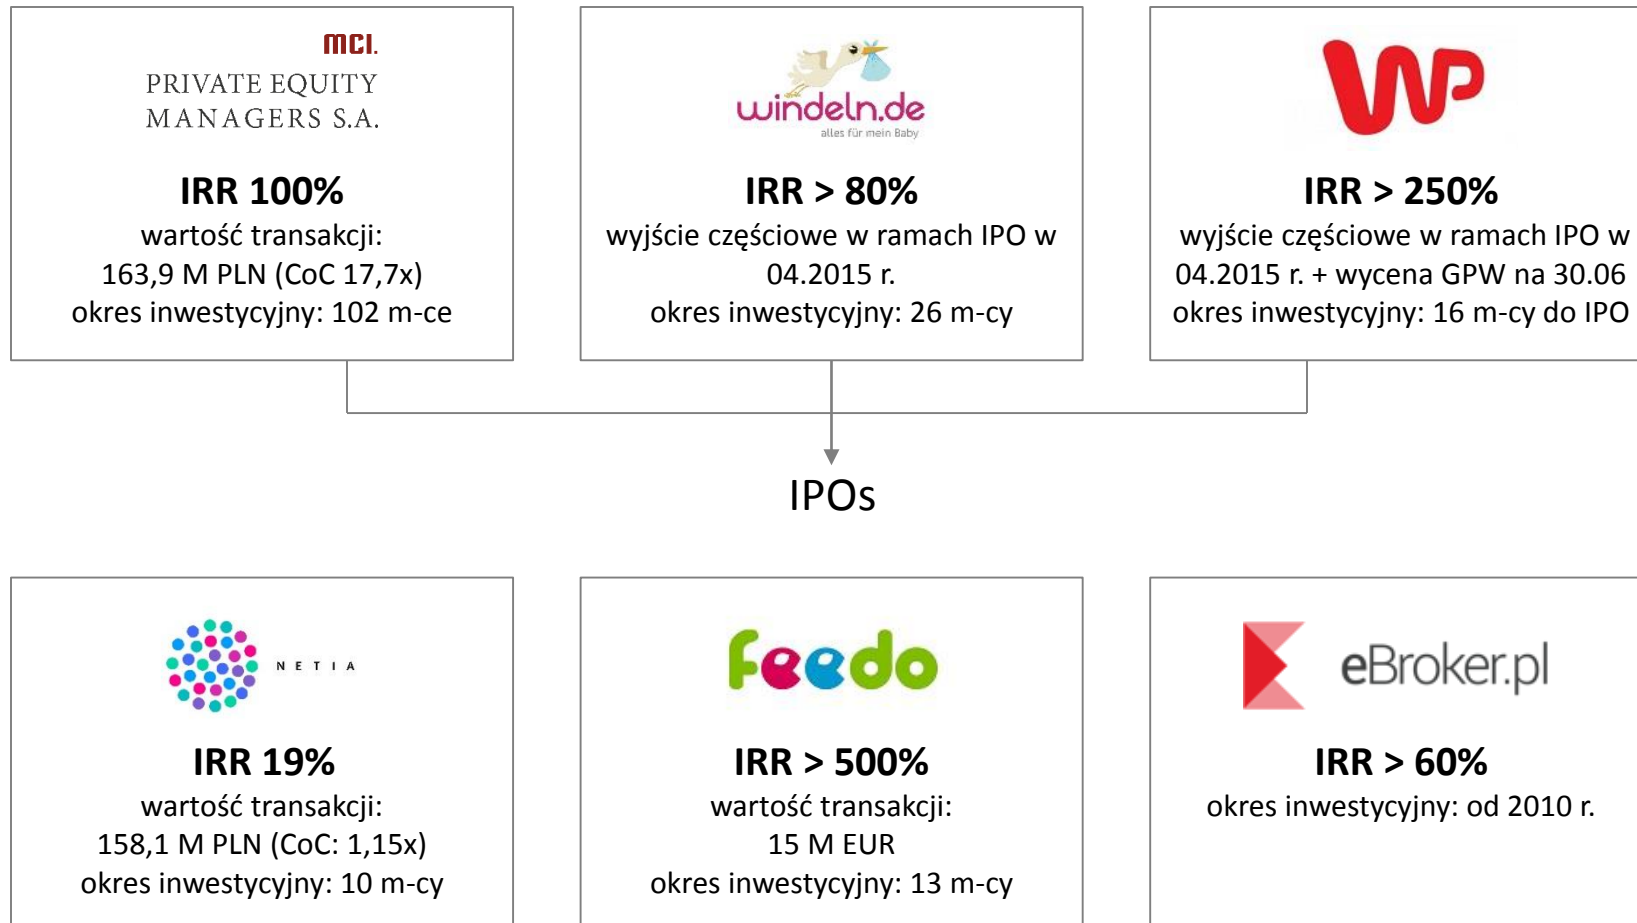 MCI.
PRIVATE EQUITY
MANAGERS S.A.
IRR 100%
wartość transakcji:
163,9 M PLN (CoC 17,7x)
okres inwestycyjny: 102 m-ce
windeln.de
alles für mein Baby
IRR > 80%
wyjście częściowe w ramach IPO w
04.2015 r.
okres inwestycyjny: 26 m-cy
WP
IRR > 250%
wyjście częściowe w ramach IPO w
04.2015 r. + wycena GPW na 30.06
okres inwestycyjny: 16 m-cy do IPO
IPOs
NETIA
IRR 19%
wartość transakcji:
158,1 M PLN (CoC: 1,15x)
okres inwestycyjny: 10 m-cy
feedo
IRR > 500%
wartość transakcji:
15 M EUR
okres inwestycyjny: 13 m-cy
eBroker.pl
IRR > 60%
okres inwestycyjny: od 2010 r.